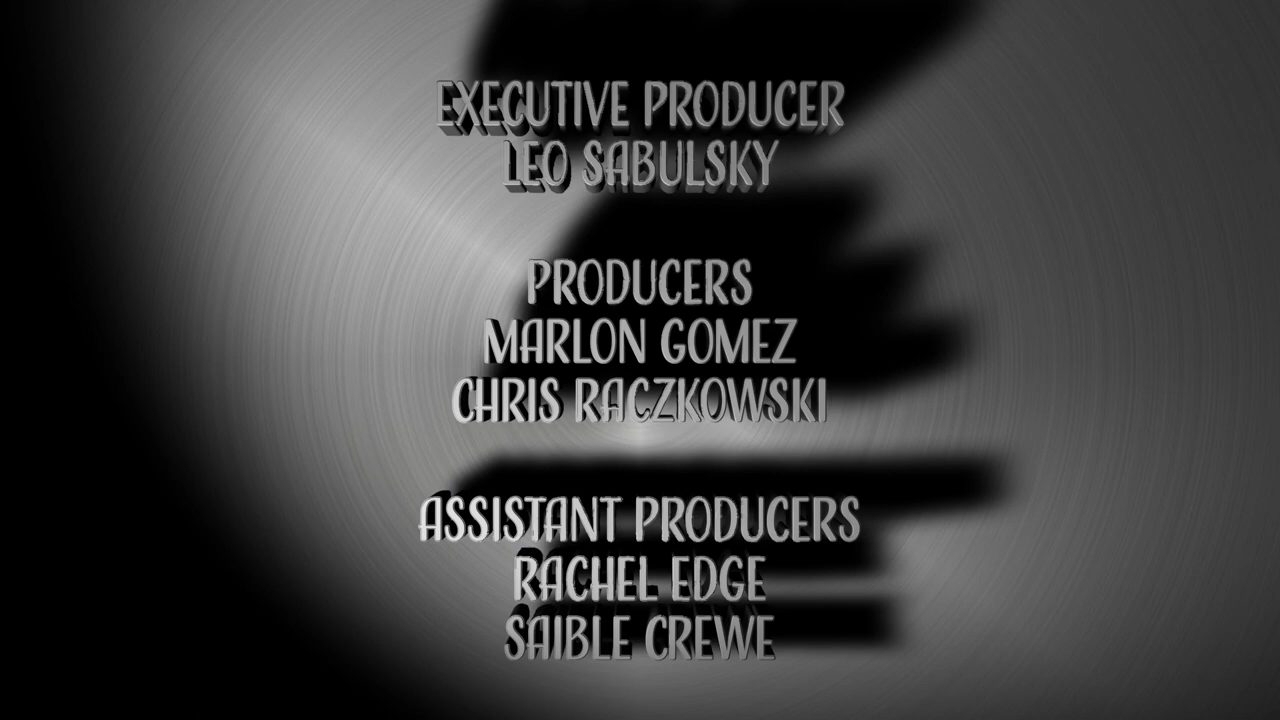 EXECUTIVE PRODUCER
LEO SABULSKY
PRODUCERS
MARLON GOMEZ
CHRIS RACZKOWSKI
ASSISTANT PRODUCERS
RACHEL EDGE
SAIBLE CREWE